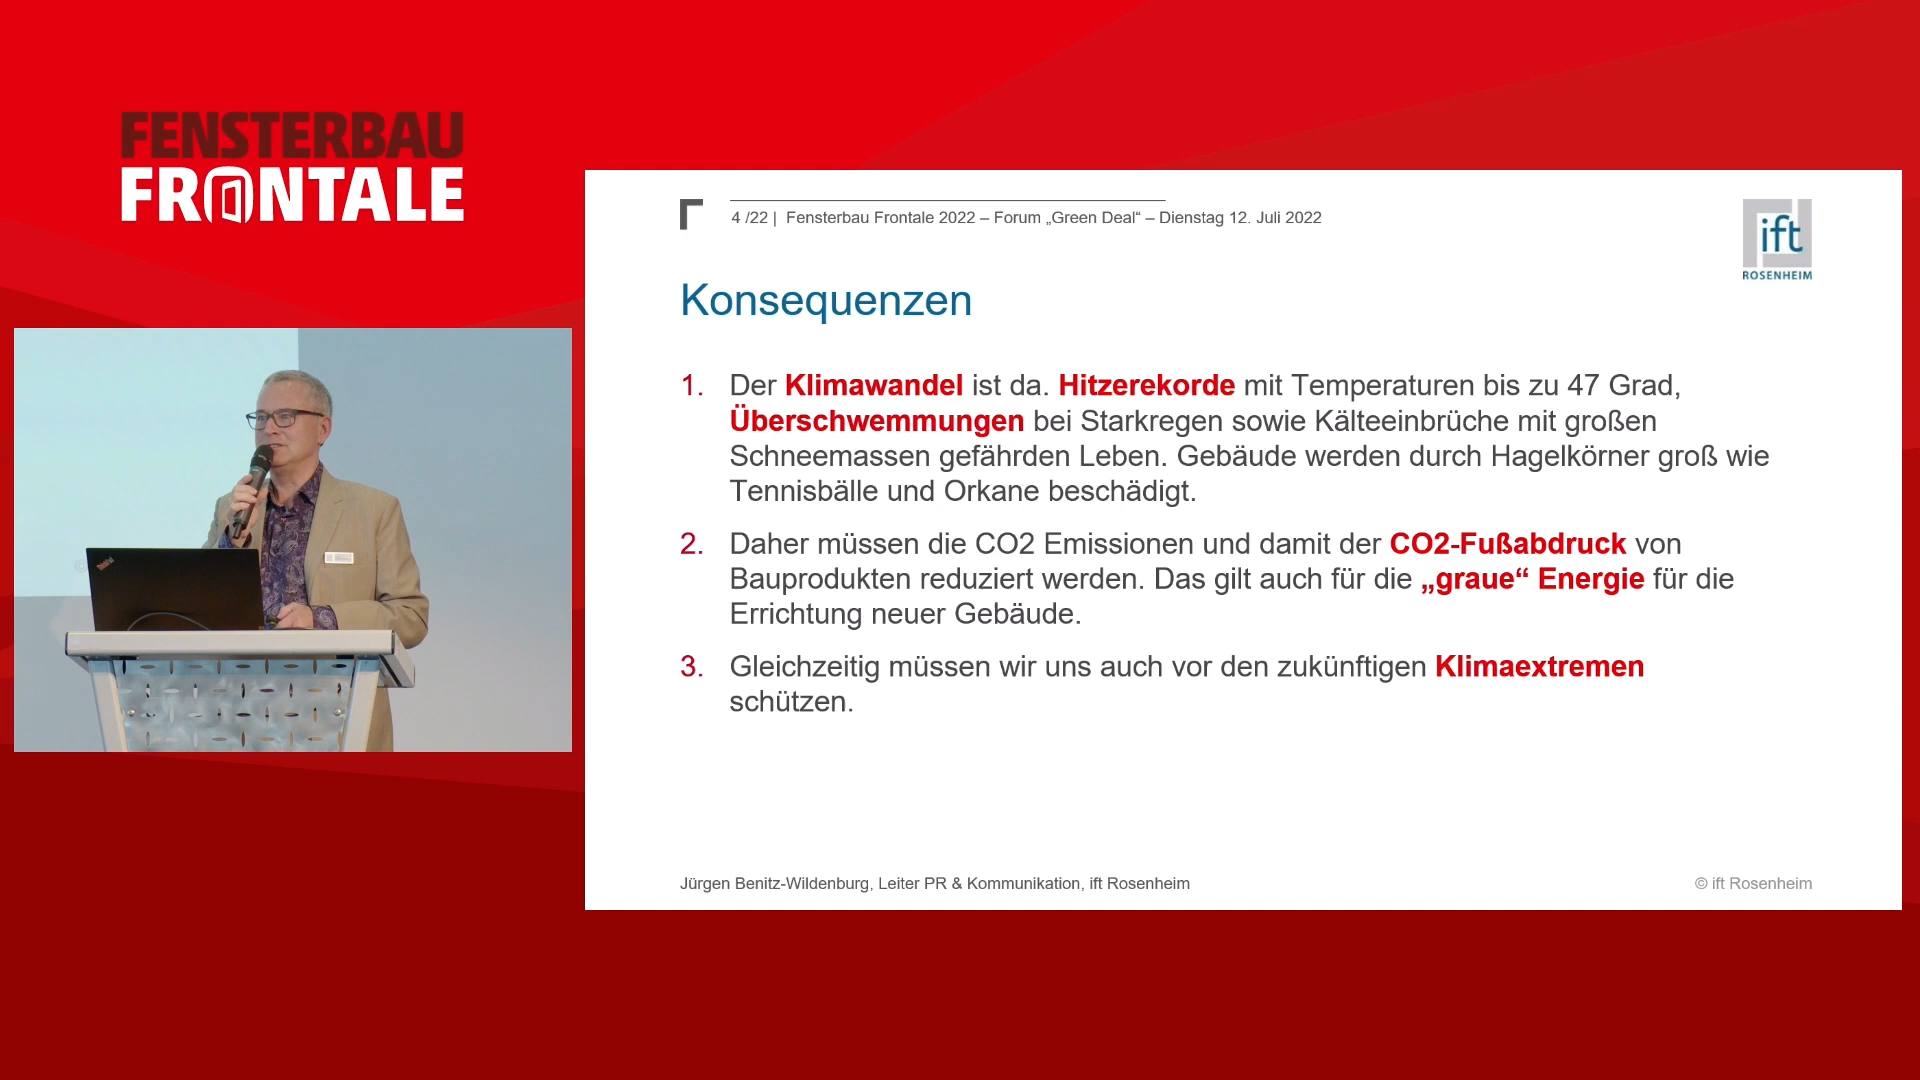 FENSTERBAU
FRONTALE
4 /22 | Fensterbau Frontale 2022 – Forum „Green Deal“ – Dienstag 12. Juli 2022
ift
ROSENHEIM
Konsequenzen
1. Der Klimawandel ist da. Hitzerekorde mit Temperaturen bis zu 47 Grad,
Überschwemmungen bei Starkregen sowie Kälteeinbrüche mit großen
Schneemassen gefährden Leben. Gebäude werden durch Hagelkörner groß wie
Tennisbälle und Orkane beschädigt.
2. Daher müssen die CO2 Emissionen und damit der CO2-Fußabdruck von
Bauprodukten reduziert werden. Das gilt auch für die „graue“ Energie für die
Errichtung neuer Gebäude.
3. Gleichzeitig müssen wir uns auch vor den zukünftigen Klimaextremen
schützen.
Jürgen Benitz-Wildenburg, Leiter PR & Kommunikation, ift Rosenheim
© ift Rosenheim